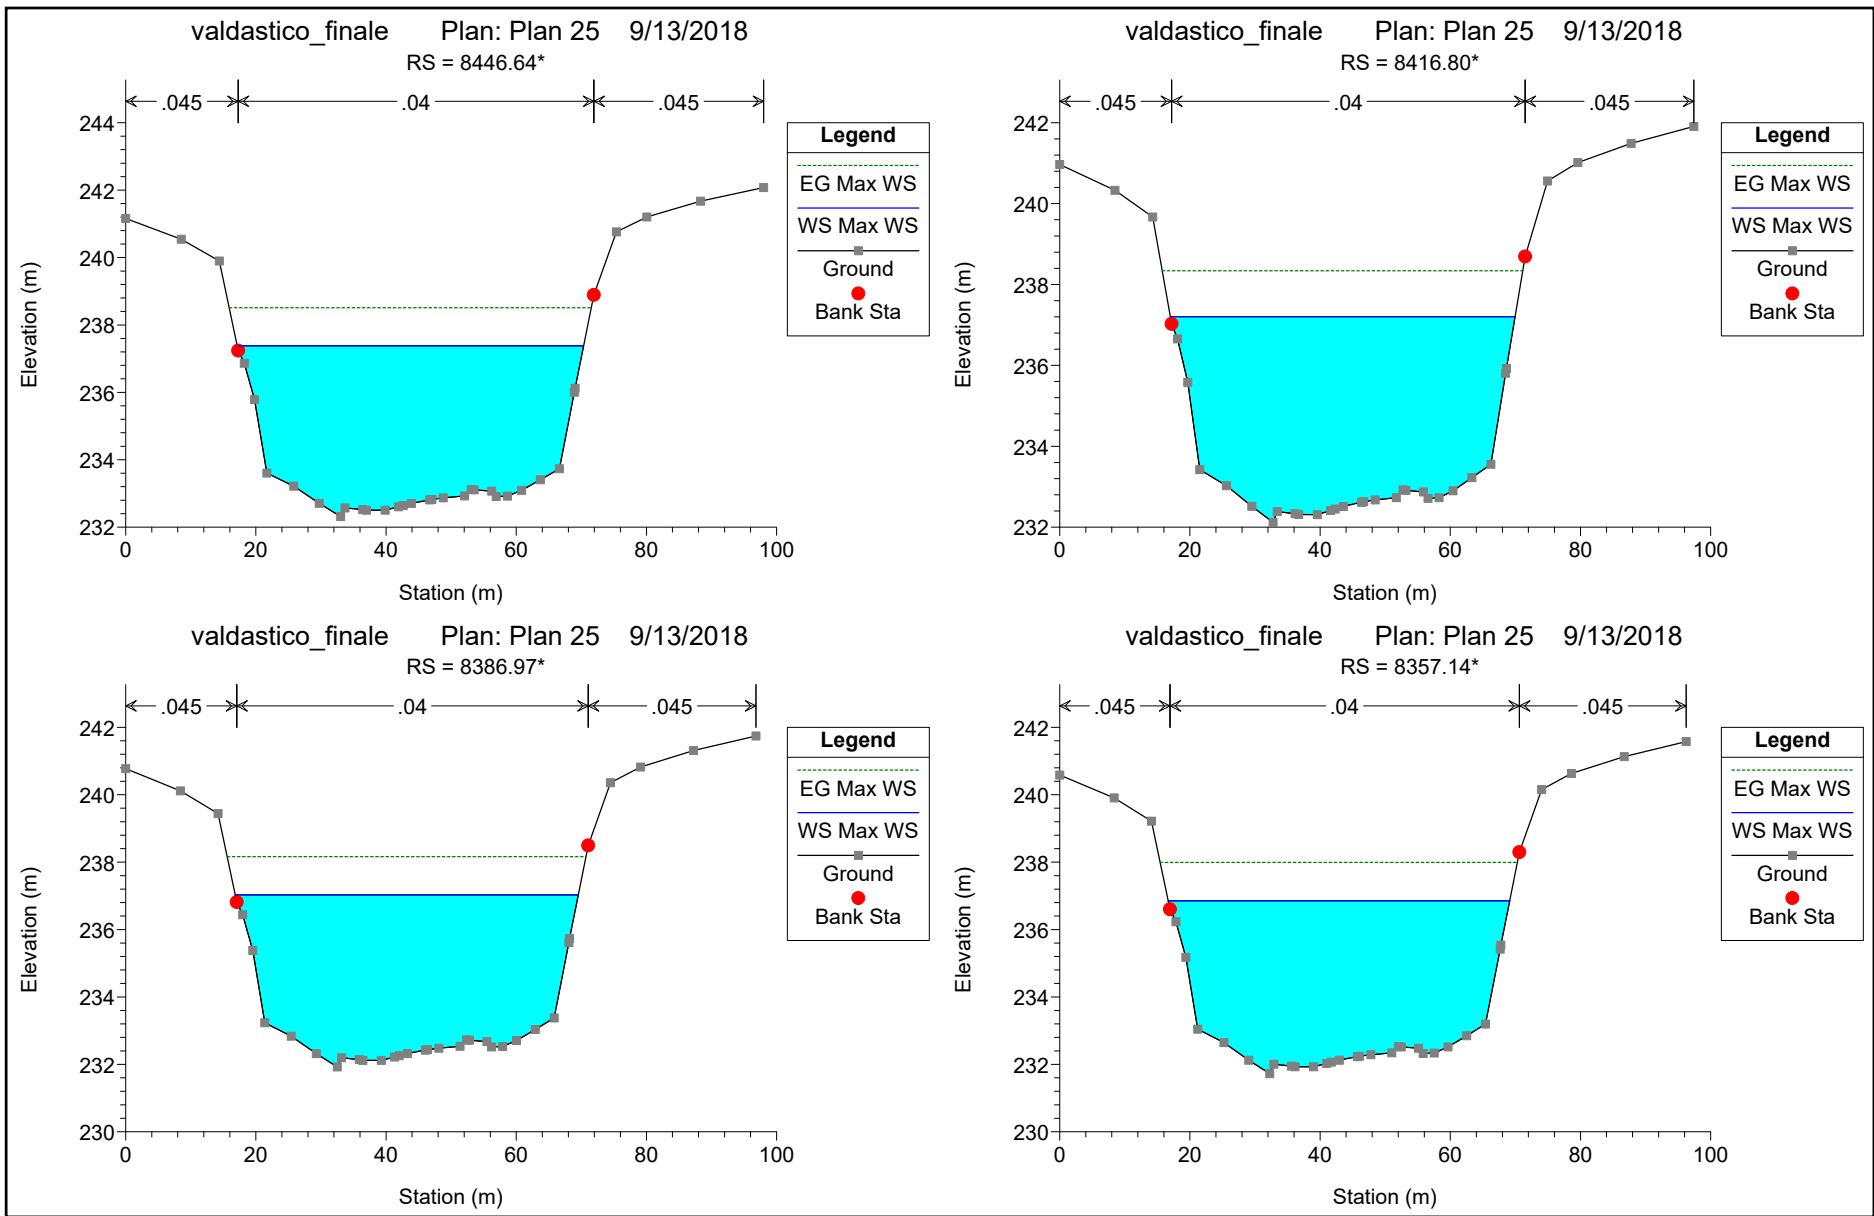 valdastico_finale Plan: Plan 25 9/13/2018
RS = 8446.64*
.045 .04 .045
244
242
240
238
236
234
232
0 20 40 60 80 100
Elevation (m)
Station (m)
Legend
EG Max WS
WS Max WS
Ground
Bank Sta
valdastico_finale Plan: Plan 25 9/13/2018
RS = 8416.80*
.045 .04 .045
242
240
238
236
234
232
0 20 40 60 80 100
Elevation (m)
Station (m)
Legend
EG Max WS
WS Max WS
Ground
Bank Sta
valdastico_finale Plan: Plan 25 9/13/2018
RS = 8386.97*
.045 .04 .045
242
240
238
236
234
232
230
0 20 40 60 80 100
Elevation (m)
Station (m)
Legend
EG Max WS
WS Max WS
Ground
Bank Sta
valdastico_finale Plan: Plan 25 9/13/2018
RS = 8357.14*
.045 .04 .045
242
240
238
236
234
232
230
0 20 40 60 80 100
Elevation (m)
Station (m)
Legend
EG Max WS
WS Max WS
Ground
Bank Sta